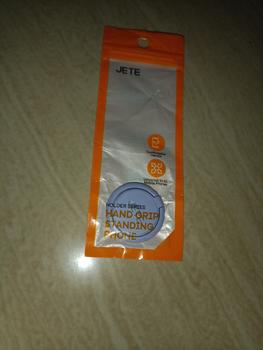 JETE
HOLDER SERIES
HAND GRIP
STANDING
PHONE